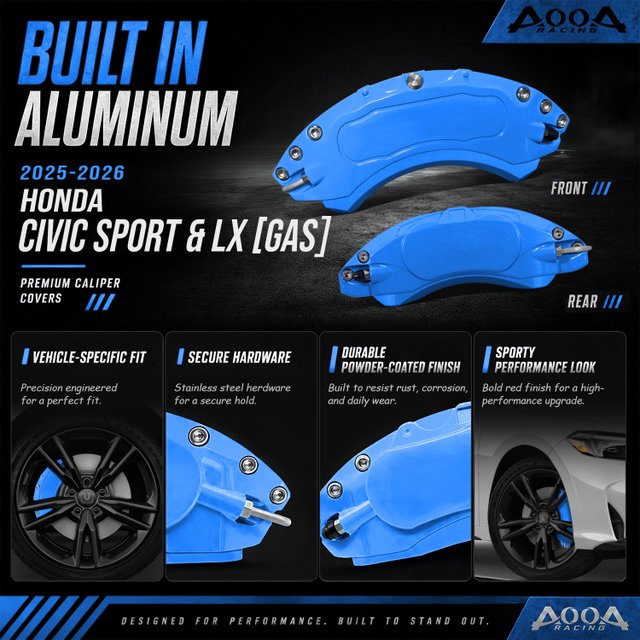 AOOA
RACING
BUILT IN
ALUMINUM
2025-2026
HONDA
CIVIC SPORT & LX [GAS]
PREMIUM CALIPER
COVERS
FRONT
REAR
VEHICLE-SPECIFIC FIT
Precision engineered
for a perfect fit.
SECURE HARDWARE
Stainless steel herdware
for a secure hold.
DURABLE
POWDER-COATED FINISH
Built to resist rust, corrosion,
and daily wear.
SPORTY
PERFORMANCE LOOK
Bold red finish for a high-
performance upgrade.
DESIGNED FOR PERFORMANCE. BUILT TO STAND OUT.
AOOA
RACING